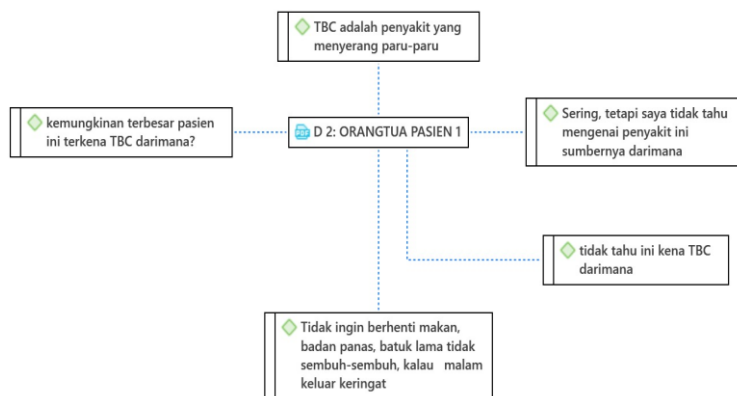 TBC adalah penyakit yang
menyerang paru-paru
kemungkinan terbesar pasien
ini terkena TBC darimana?
D 2: ORANGTUA PASIEN 1
Sering, tetapi saya tidak tahu
mengenai penyakit ini
sumbernya darimana
tidak tahu ini kena TBC
darimana
Tidak ingin berhenti makan,
badan panas, batuk lama tidak
sembuh-sembuh, kalau malam
keluar keringat